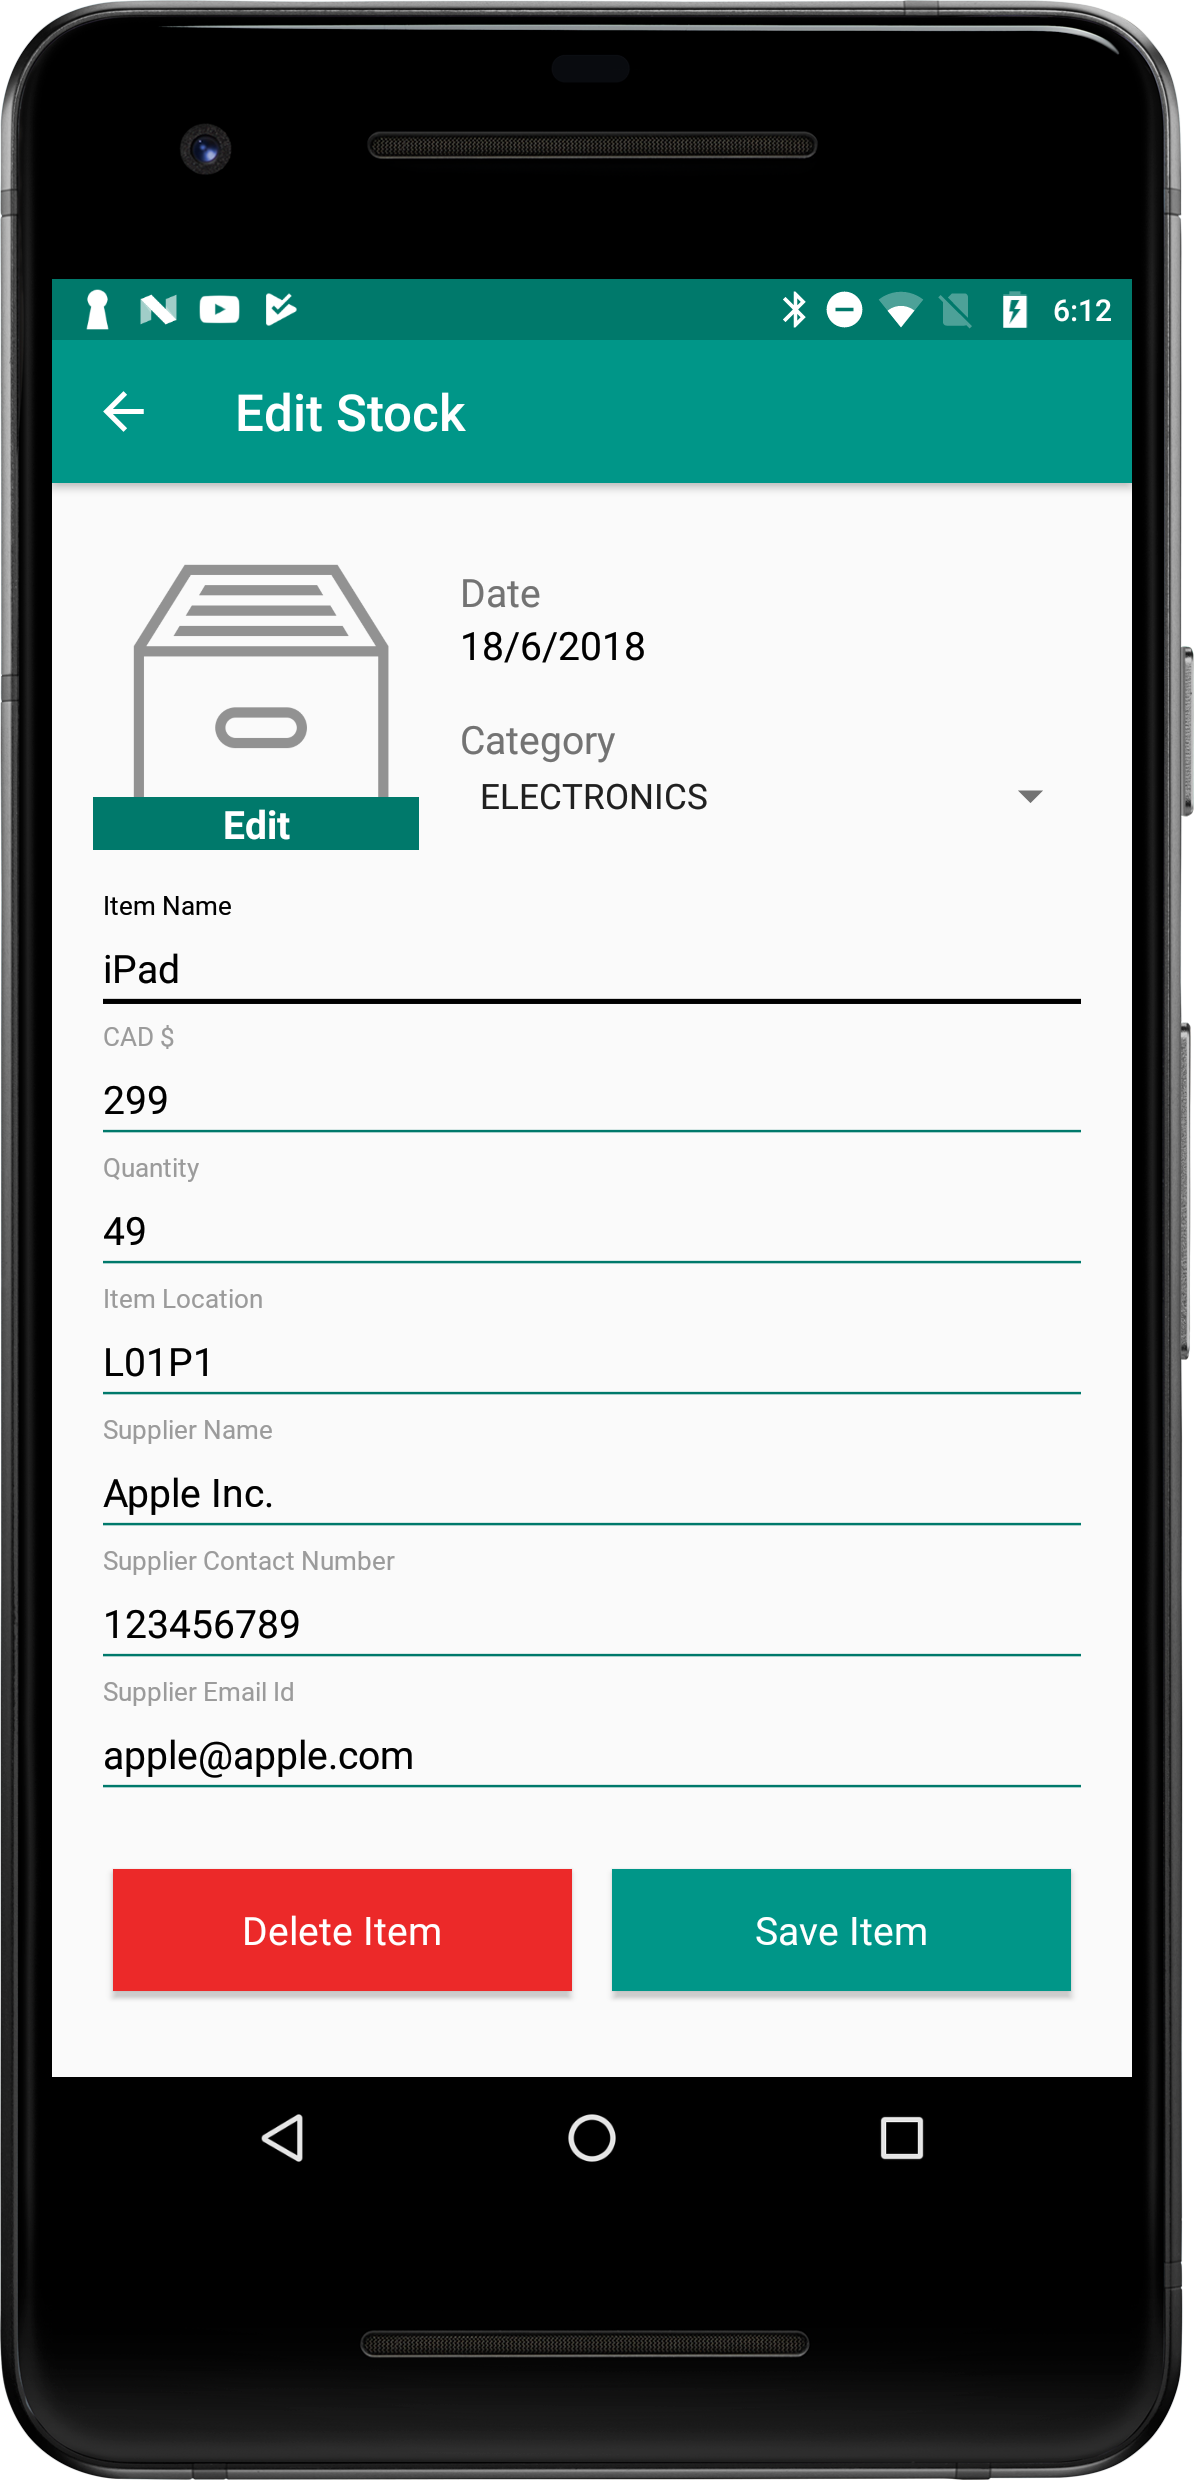 6:12
Edit Stock
Date
18/6/2018
Category
ELECTRONICS
Edit
Item Name
iPad
CAD $
299
Quantity
49
Item Location
L01P1
Supplier Name
Apple Inc.
Supplier Contact Number
123456789
Supplier Email Id
apple@apple.com
Delete Item
Save Item